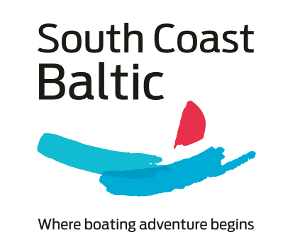 South Coast
Baltic
Where boating adventure begins